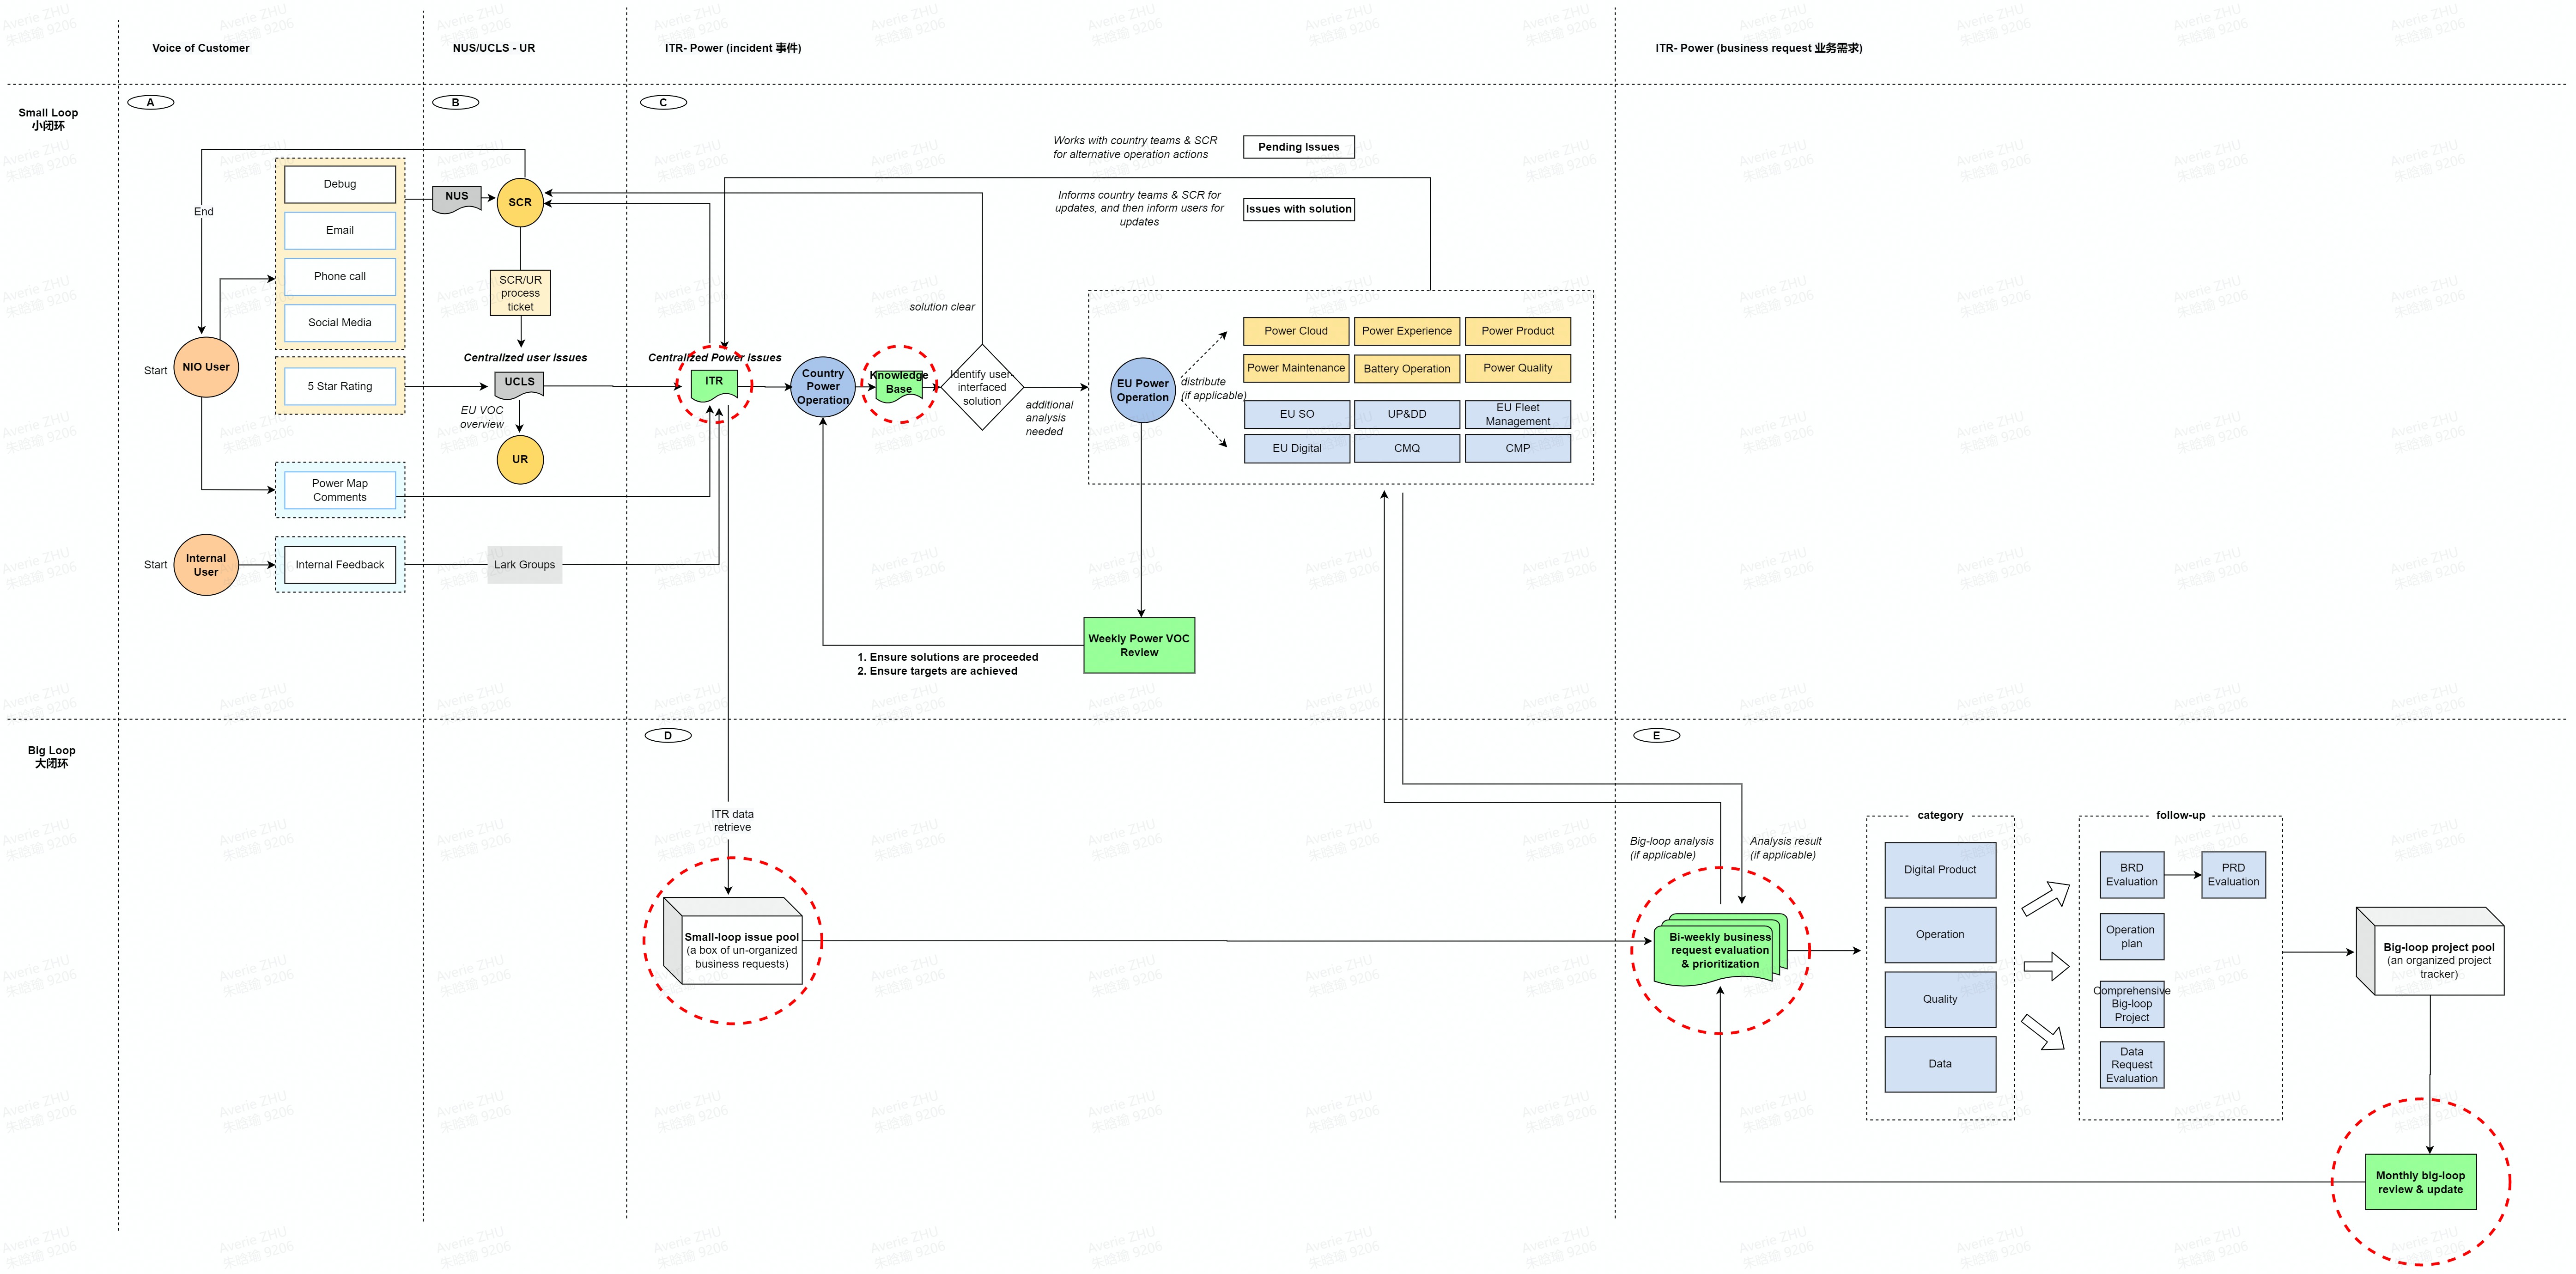 Voice of Customer
NUS/UCLS - UR
ITR- Power (incident 事件)
ITR- Power (business request 业务需求)
Small Loop
小闭环
A
B
C
End
Debug
Email
Phone call
Social Media
Start
NIO User
5 Star Rating
Power Map
Comments
Start
Internal
User
Internal Feedback
NUS
SCR
SCR/UR
process
ticket
Centralized user issues
UCLS
EU VOC
overview
UR
Lark Groups
Centralized Power issues
ITR
Country
Power
Operation
Knowledge
Base
solution clear
Identify user-
interfaced
solution
additional
analysis
needed
Works with country teams & SCR
for alternative operation actions
Pending Issues
Informs country teams & SCR for
updates, and then inform users for
updates
Issues with solution
EU Power
Operation
distribute
(if applicable)
Power Cloud
Power Experience
Power Product
Power Maintenance
Battery Operation
Power Quality
EU SO
UP&DD
EU Fleet
Management
EU Digital
CMQ
CMP
Weekly Power VOC
Review
1. Ensure solutions are proceeded
2. Ensure targets are achieved
Big Loop
大闭环
D
E
ITR data
retrieve
Small-loop issue pool
(a box of un-organized
business requests)
Big-loop analysis
(if applicable)
Analysis result
(if applicable)
Bi-weekly business
request evaluation
& prioritization
category
Digital Product
Operation
Quality
Data
follow-up
BRD
Evaluation
PRD
Evaluation
Operation
plan
Comprehensive
Big-loop
Project
Data
Request
Evaluation
Big-loop project pool
(an organized project
tracker)
Monthly big-loop
review & update
Averie ZHU
朱晗瑜 9206